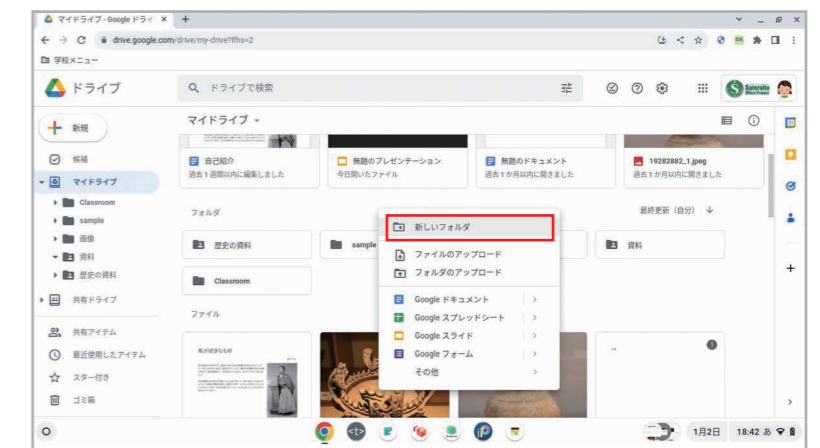 マイドライブ - Google ドライ × +
drive.google.com/drive/my-drive?lfhs=2
学校×ニュー
ドライブ
ドライブで検索
新規
候補
マイドライブ
Classroom
sample
画像
資料
歴史の資料
共有ドライブ
共有アイテム
最近使用したアイテム
スター付き
ゴミ箱
マイドライブ
自己紹介
過去1週間以内に編集しました
無題のプレゼンテーション
今日開いたファイル
無題のドキュメント
過去1か月以内に開きました
19282882_1.jpeg
過去1か月以内に開きました
フォルダ
最終更新（自分） ↓
歴史の資料
sample
資料
Classroom
新しいフォルダ
ファイルのアップロード
フォルダのアップロード
Google ドキュメント
Google スプレッドシート
Google スライド
Google フォーム
その他
ファイル
私が好きなもの
1月2日 18:42 あ